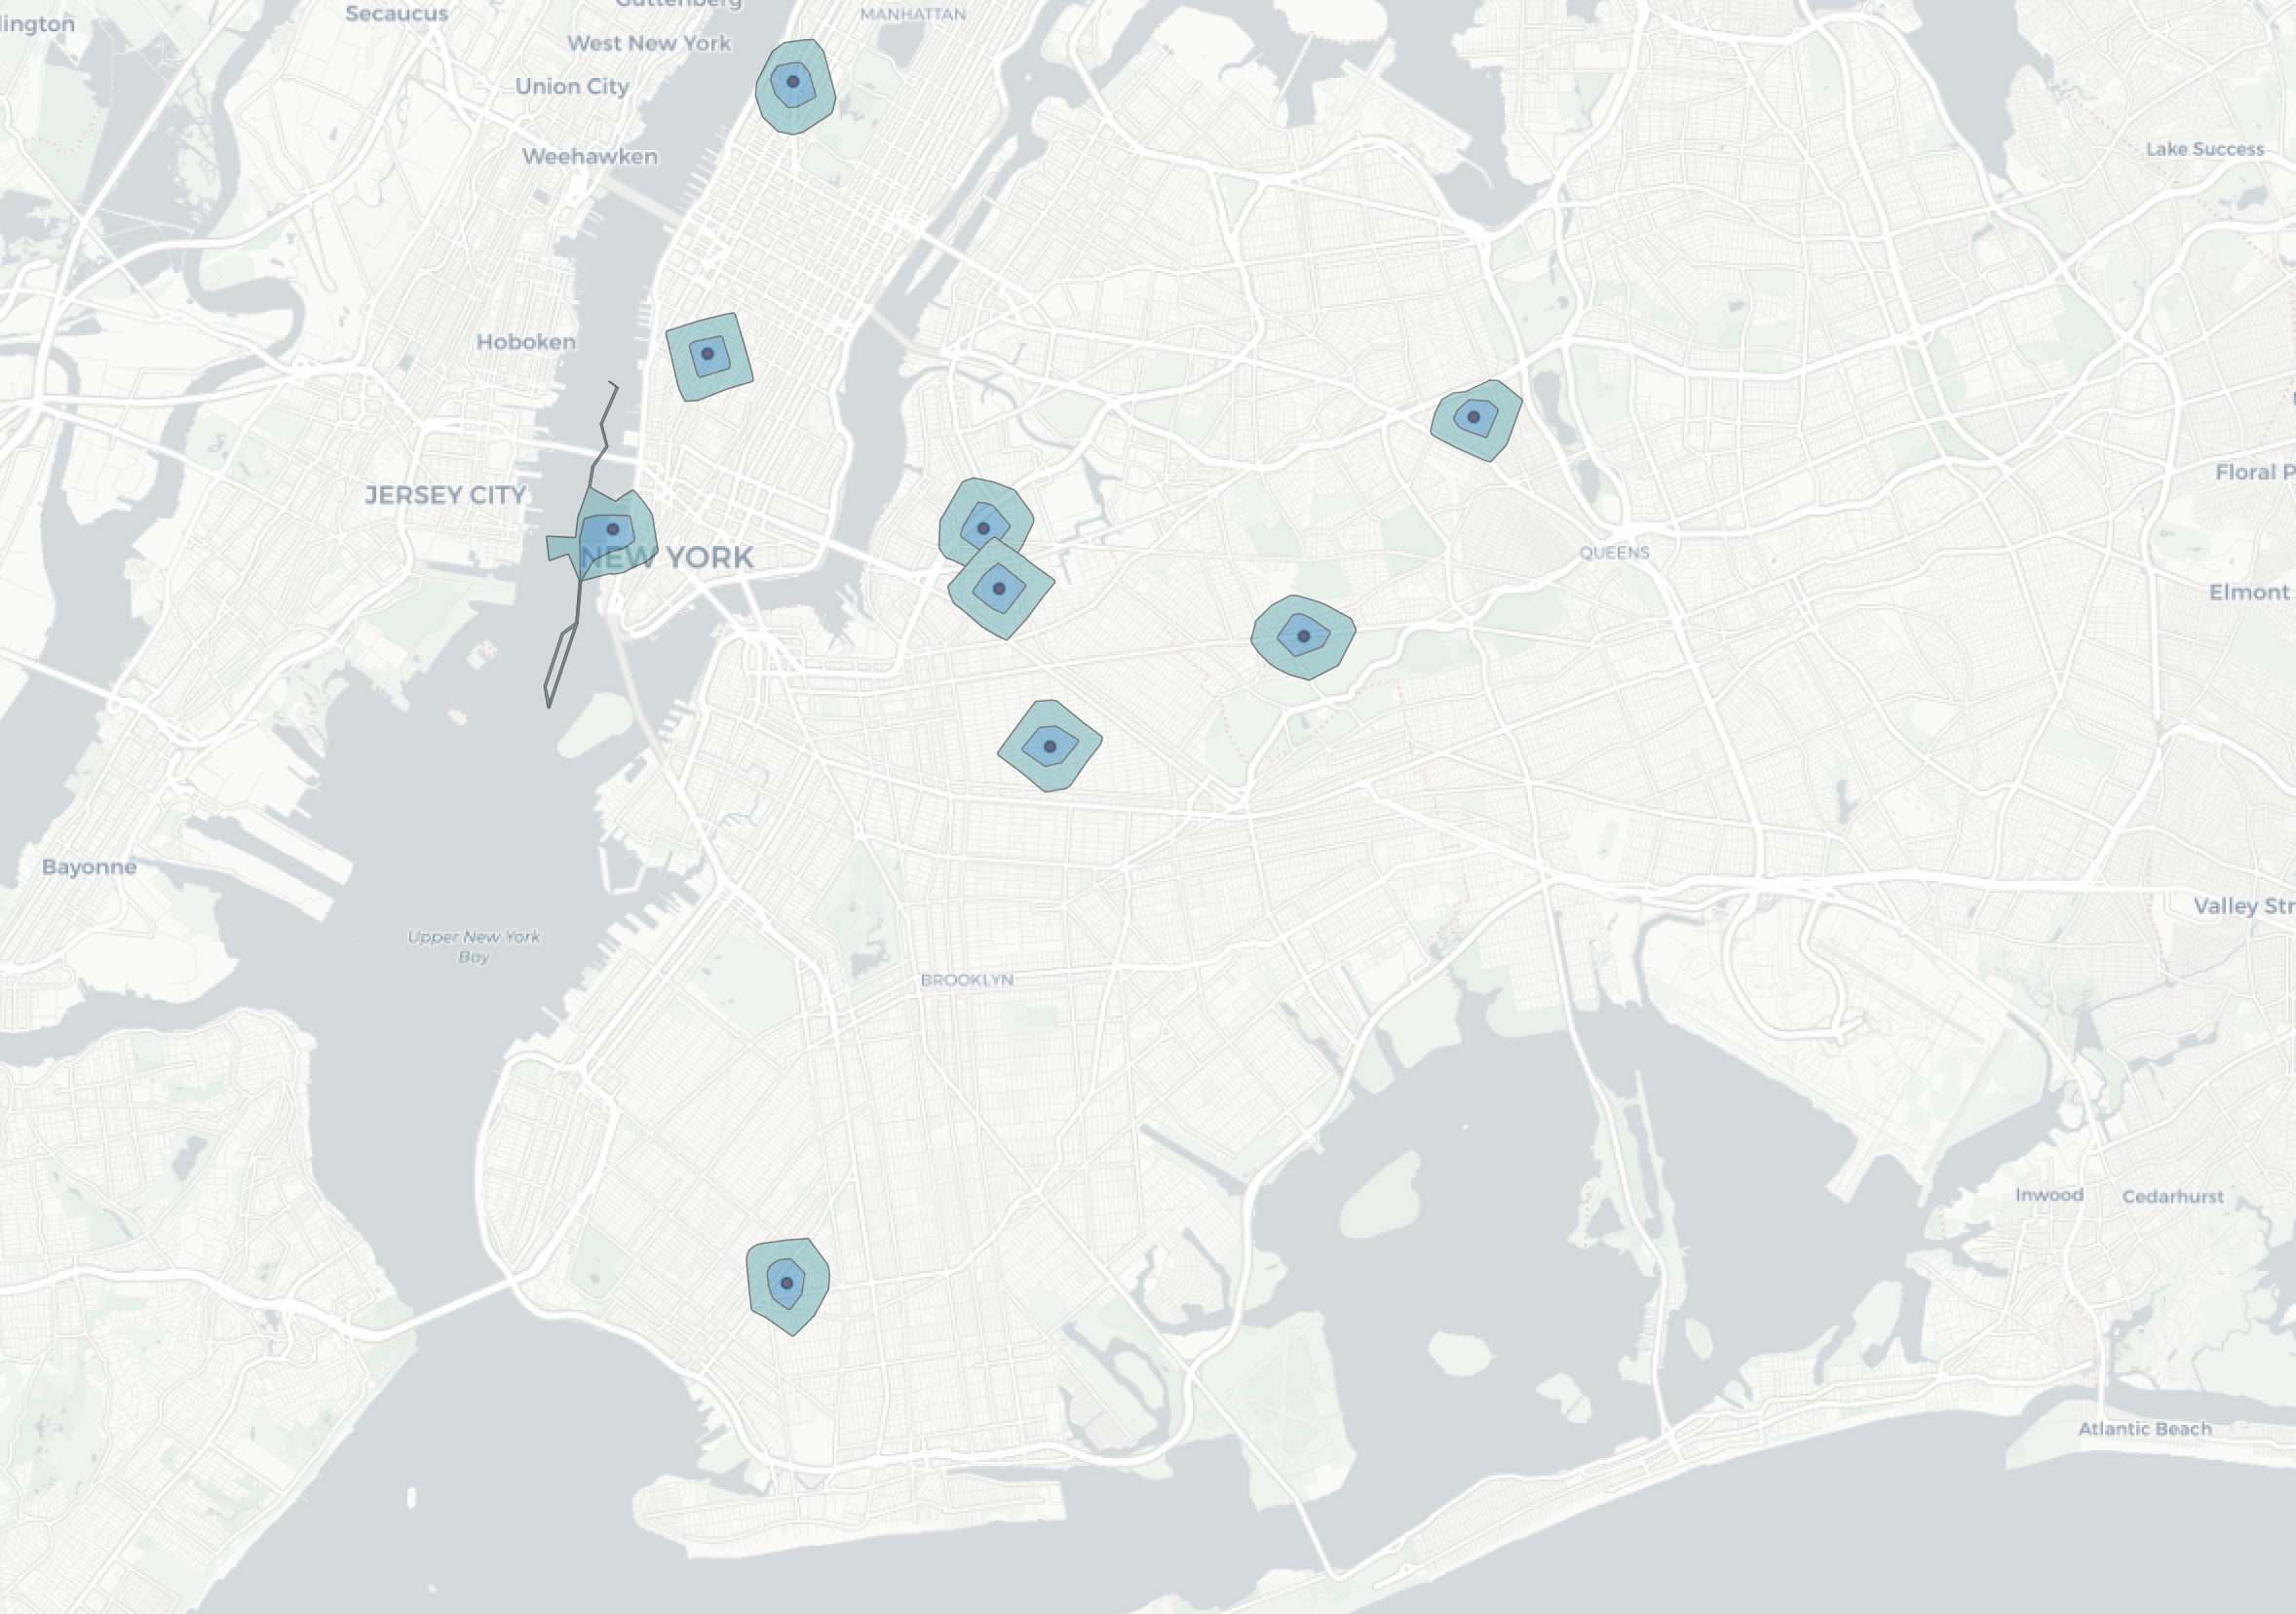 lington
Secaucus
Guttenberg
MANHATTAN
West New York
Union City
Weehawken
Lake Success
Hoboken
JERSEY CITY
Floral P
NEW YORK
QUEENS
Elmont
Bayonne
Valley Str
Upper New York
Bay
BROOKLYN
Inwood
Cedarhurst
Atlantic Beach